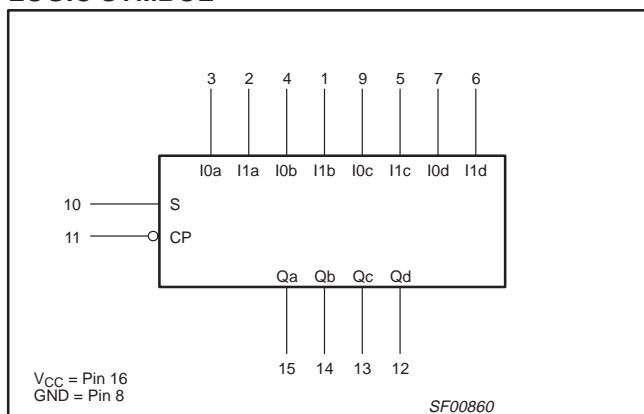 LOGIC SYMBOL
3 2 4 1 9 5 7 6
I0a I1a I0b I1b I0c I1c I0d I1d
10 S
11 CP
Qa Qb Qc Qd
15 14 13 12
VCC = Pin 16
GND = Pin 8
SF00860